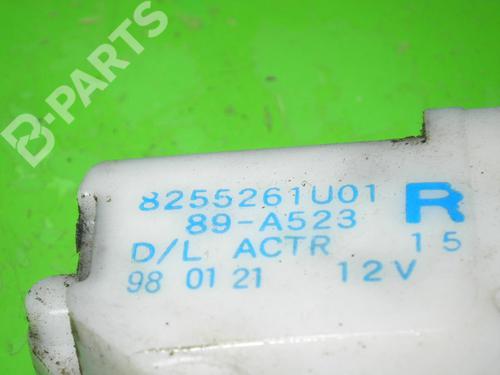 B-PARTS
8255261U01 R
89-A523
D/L ACTR 15
98 01 21 12V